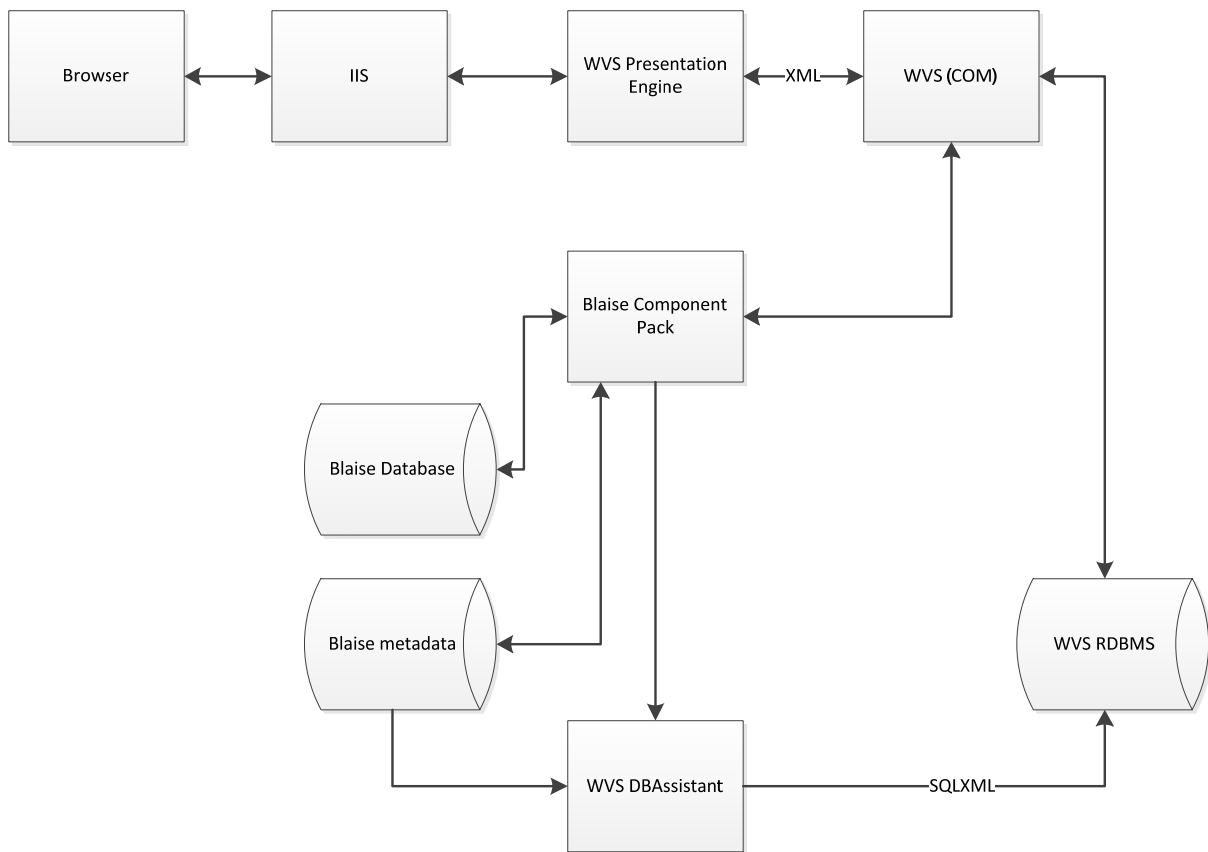 Browser
IIS
WVS Presentation
Engine
XML
WVS (COM)
Blaise Component
Pack
Blaise Database
Blaise metadata
WVS RDBMS
WVS DBAssistant
SQLXML